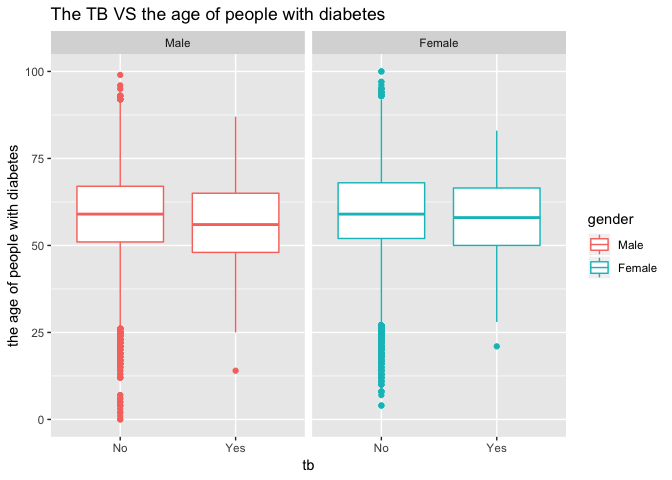 The TB VS the age of people with diabetes
Male
Female
100
75
50
25
0
the age of people with diabetes
No
Yes
No
Yes
tb
gender
Male
Female